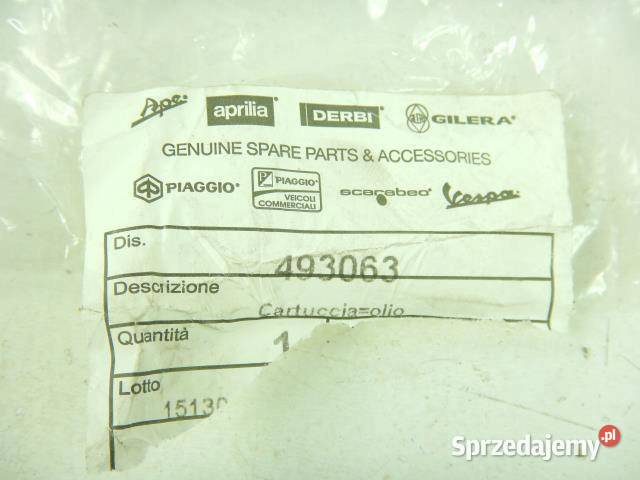 Ape
aprilia DERBI GILERA
GENUINE SPARE PARTS & ACCESSORIES
PIAGGIO PIAGGIO scarabeo Vespa
VEICOLI
COMMERCIALI
Dis.
493063
Descrizione
Cartuccia=olio
Quantità
1
Lotto
Sprzedajemy.pl